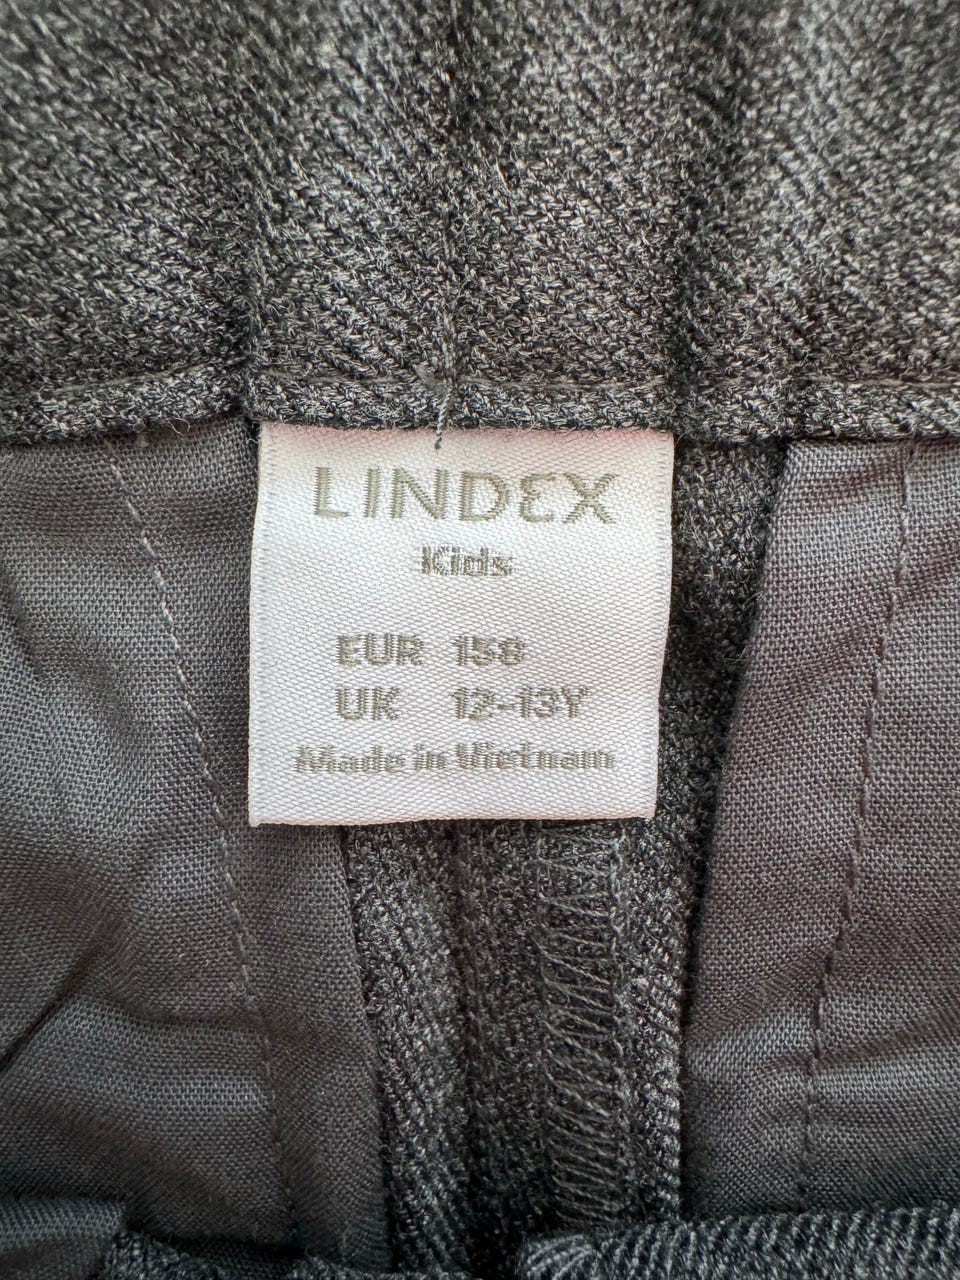 LINDEX
Kids
EUR 158
UK 12-13Y
Made in Vietnam